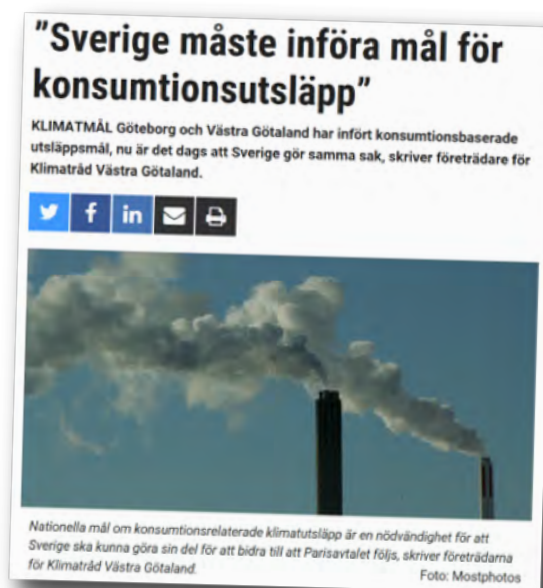 ”Sverige måste införa mål för
konsumtionsutsläpp”
KLIMATMÅL Göteborg och Västra Götaland har infört konsumtionsbaserade
utsläppsmål, nu är det dags att Sverige gör samma sak, skriver företrädare för
Klimatråd Västra Götaland.
Nationella mål om konsumtionsrelaterade klimatutsläpp är en nödvändighet för att
Sverige ska kunna göra sin del för att bidra till att Parisavtalet följs, skriver företrädarna
för Klimatråd Västra Götaland.
Foto: Mostphotos